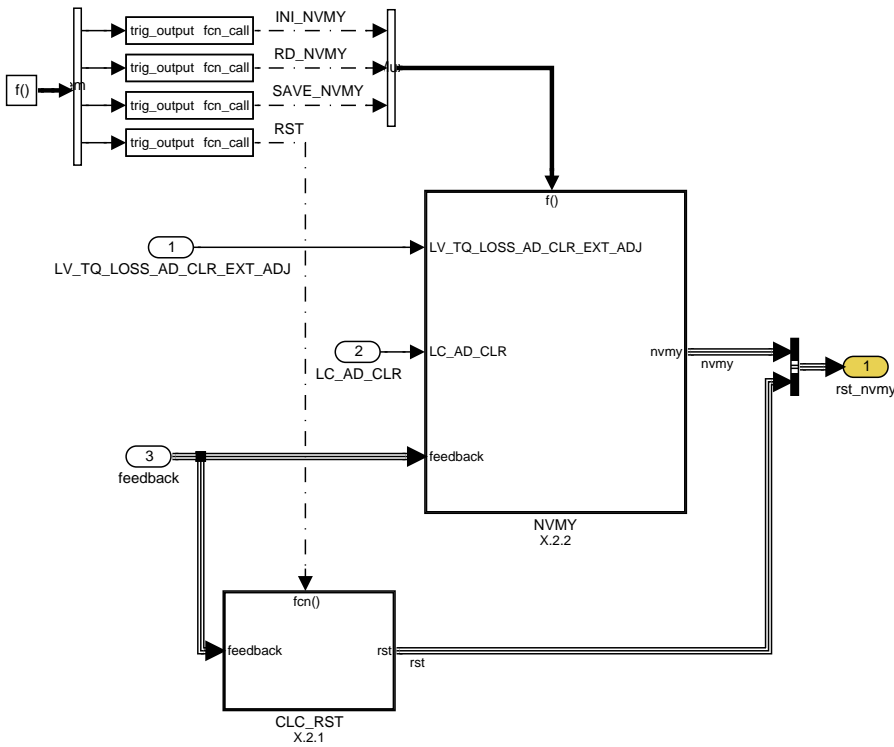 INI_NVMY
trig_output fcn_call
RD_NVMY
trig_output fcn_call
f()
SAVE_NVMY
trig_output fcn_call
RST
trig_output fcn_call
f()
1
LV_TQ_LOSS_AD_CLR_EXT_ADJ
LV_TQ_LOSS_AD_CLR_EXT_ADJ
2
LC_AD_CLR
LC_AD_CLR
nvmy
nvmy
1
rst_nvmy
3
feedback
feedback
NVMY
X.2.2
fcn()
feedback
rst
rst
CLC_RST
X.2.1